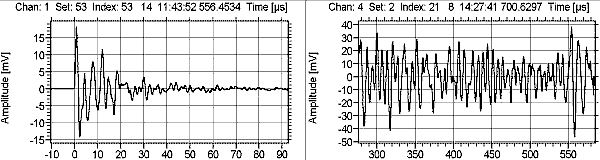 Chan: 1 Set: 53 Index: 53 14 11:43:52 556.4534 Time [µs]
Amplitude [mV]
15
10
5
0
-5
-10
-15
-10 0 10 20 30 40 50 60 70 80 90
Chan: 4 Set: 2 Index: 21 8 14:27:41 700.6297 Time [µs]
Amplitude [mV]
40
30
20
10
0
-10
-20
-30
-40
-50
300 350 400 450 500 550